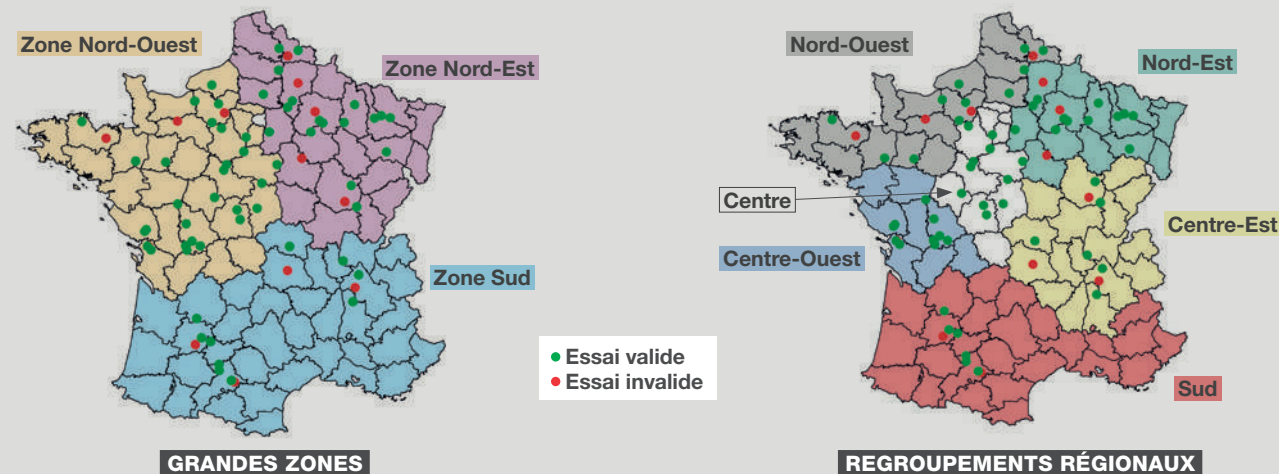 Zone Nord-Ouest
Zone Nord-Est
Zone Sud
GRANDES ZONES
Essai valide
Essai invalide
Nord-Ouest
Nord-Est
Centre
Centre-Est
Centre-Ouest
Sud
REGROUPEMENTS RÉGIONAUX